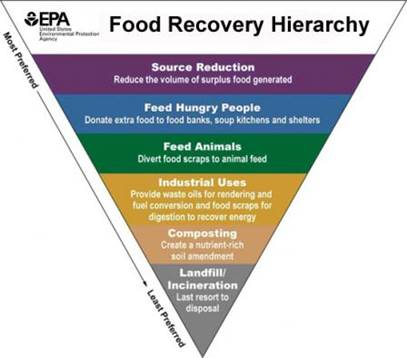 EPA
United States
Environmental Protection
Agency
Food Recovery Hierarchy
Most Preferred
Source Reduction
Reduce the volume of surplus food generated
Feed Hungry People
Donate extra food to food banks, soup kitchens and shelters
Feed Animals
Divert food scraps to animal feed
Industrial Uses
Provide waste oils for rendering and
fuel conversion and food scraps for
digestion to recover energy
Composting
Create a nutrient-rich
soil amendment
Landfill/
Incineration
Last resort to
disposal
Least Preferred